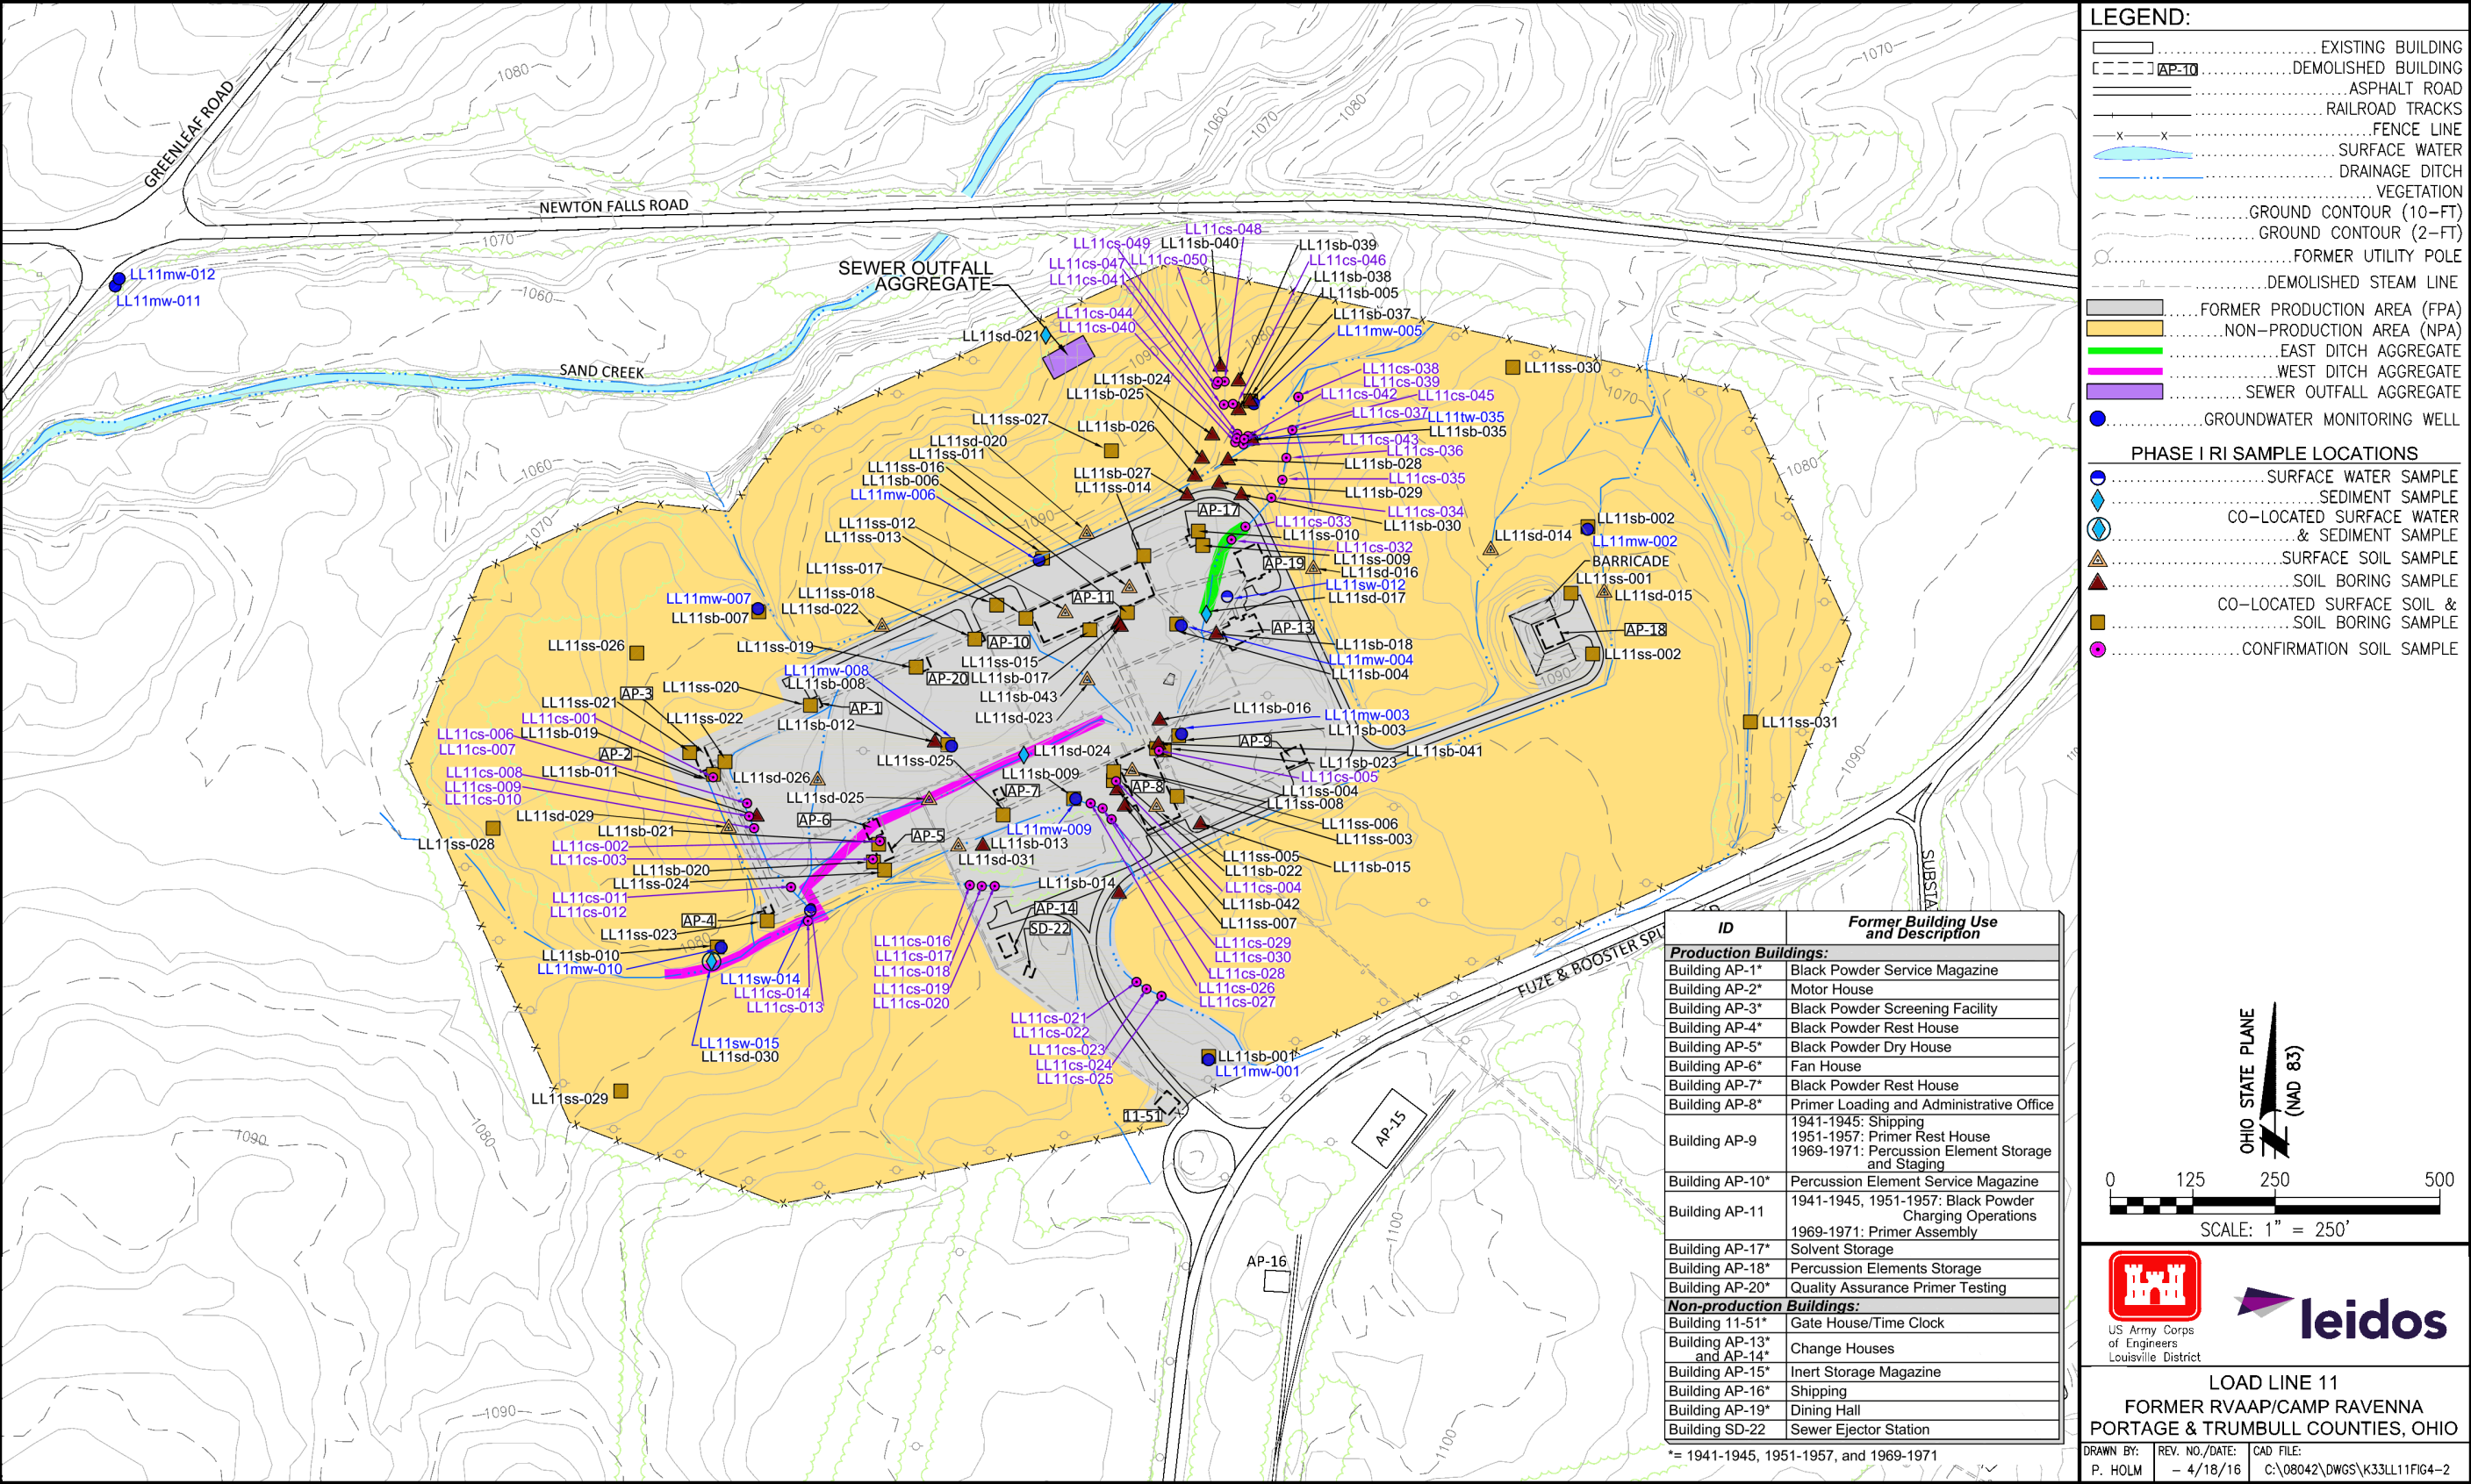 GREENLEAF ROAD
NEWTON FALLS ROAD
SAND CREEK
SEWER OUTFALL
AGGREGATE
FUZE & BOOSTER SPU
SUBSTA
1080
1070
1060
1070
1080
1070
1060
1070
1060
1070
1080
1090
1080
1090
1070
1080
1090
1090
1080
1090
1080
1090
1100
1100
LL11mw-012
LL11mw-011
LL11cs-048
LL11cs-049
LL11sb-040
LL11sb-039
LL11cs-047
LL11cs-050
LL11cs-046
LL11cs-041
LL11sb-038
LL11sb-005
LL11cs-044
LL11sb-037
LL11cs-040
LL11mw-005
LL11sd-021
LL11cs-038
LL11ss-030
LL11sb-024
LL11cs-039
LL11sb-025
LL11cs-042
LL11cs-045
LL11ss-027
LL11cs-037
LL11tw-035
LL11sb-026
LL11sb-035
LL11sd-020
LL11cs-043
LL11ss-011
LL11cs-036
LL11ss-016
LL11sb-028
LL11sb-006
LL11sb-027
LL11cs-035
LL11mw-006
LL11ss-014
LL11sb-029
AP-17
LL11cs-034
LL11ss-012
LL11cs-033
LL11sb-030
LL11sb-002
LL11ss-013
LL11ss-010
LL11sd-014
LL11mw-002
LL11cs-032
LL11ss-009
BARRICADE
LL11ss-017
AP-19
LL11sd-016
LL11ss-001
LL11sw-012
LL11ss-018
AP-11
LL11sd-017
LL11sd-015
LL11mw-007
LL11sd-022
LL11sb-007
AP-13
AP-18
LL11ss-026
LL11ss-019
AP-10
LL11sb-018
LL11ss-002
LL11ss-015
LL11mw-004
LL11mw-008
AP-20
LL11sb-017
LL11sb-004
LL11sb-008
AP-3
LL11ss-020
LL11sb-043
LL11ss-021
AP-1
LL11sb-016
LL11cs-001
LL11ss-022
LL11sb-012
LL11sd-023
LL11mw-003
LL11ss-031
LL11cs-006
LL11sb-019
LL11sb-003
LL11cs-007
AP-2
LL11sd-024
AP-9
LL11sb-041
LL11ss-025
LL11sb-023
LL11cs-008
LL11sb-011
LL11sd-026
LL11sb-009
LL11cs-005
LL11cs-009
AP-7
AP-8
LL11ss-004
LL11cs-010
LL11sd-025
LL11ss-008
LL11sd-029
AP-6
LL11ss-006
LL11sb-021
AP-5
LL11mw-009
LL11ss-003
LL11ss-028
LL11cs-002
LL11sb-013
LL11cs-003
LL11sd-031
LL11ss-005
LL11sb-020
LL11sb-022
LL11sb-015
LL11ss-024
LL11sb-014
LL11cs-004
LL11cs-011
LL11sb-042
LL11cs-012
AP-14
AP-4
LL11ss-007
LL11ss-023
SD-22
LL11cs-016
LL11cs-029
LL11sb-010
LL11cs-017
LL11cs-030
LL11mw-010
LL11sw-014
LL11cs-018
LL11cs-028
LL11cs-014
LL11cs-019
LL11cs-026
LL11cs-013
LL11cs-020
LL11cs-027
LL11cs-021
LL11cs-022
LL11sw-015
LL11cs-023
LL11sd-030
LL11cs-024
LL11sb-001
LL11cs-025
LL11mw-001
LL11ss-029
11-51
AP-15
AP-16
ID Former Building Use
and Description
Production Buildings:
Building AP-1* Black Powder Service Magazine
Building AP-2* Motor House
Building AP-3* Black Powder Screening Facility
Building AP-4* Black Powder Rest House
Building AP-5* Black Powder Dry House
Building AP-6* Fan House
Building AP-7* Black Powder Rest House
Building AP-8* Primer Loading and Administrative Office
Building AP-9 1941-1945: Shipping
1951-1957: Primer Rest House
1969-1971: Percussion Element Storage
and Staging
Building AP-10* Percussion Element Service Magazine
Building AP-11 1941-1945, 1951-1957: Black Powder
Charging Operations
1969-1971: Primer Assembly
Building AP-17* Solvent Storage
Building AP-18* Percussion Elements Storage
Building AP-20* Quality Assurance Primer Testing
Non-production Buildings:
Building 11-51* Gate House/Time Clock
Building AP-13*
and AP-14* Change Houses
Building AP-15* Inert Storage Magazine
Building AP-16* Shipping
Building AP-19* Dining Hall
Building SD-22 Sewer Ejector Station
*= 1941-1945, 1951-1957, and 1969-1971
LEGEND:
EXISTING BUILDING
AP-10 DEMOLISHED BUILDING
ASPHALT ROAD
RAILROAD TRACKS
FENCE LINE
SURFACE WATER
DRAINAGE DITCH
VEGETATION
GROUND CONTOUR (10-FT)
GROUND CONTOUR (2-FT)
FORMER UTILITY POLE
DEMOLISHED STEAM LINE
FORMER PRODUCTION AREA (FPA)
NON-PRODUCTION AREA (NPA)
EAST DITCH AGGREGATE
WEST DITCH AGGREGATE
SEWER OUTFALL AGGREGATE
GROUNDWATER MONITORING WELL
PHASE I RI SAMPLE LOCATIONS
SURFACE WATER SAMPLE
SEDIMENT SAMPLE
CO-LOCATED SURFACE WATER
& SEDIMENT SAMPLE
SURFACE SOIL SAMPLE
SOIL BORING SAMPLE
CO-LOCATED SURFACE SOIL &
SOIL BORING SAMPLE
CONFIRMATION SOIL SAMPLE
OHIO STATE PLANE
(NAD 83)
0 125 250 500
SCALE: 1" = 250'
US Army Corps
of Engineers
Louisville District
leidos
LOAD LINE 11
FORMER RVAAP/CAMP RAVENNA
PORTAGE & TRUMBULL COUNTIES, OHIO
DRAWN BY: REV. NO./DATE: CAD FILE:
P. HOLM - 4/18/16 C:\08042\DWGS\K33LL11FIG4-2